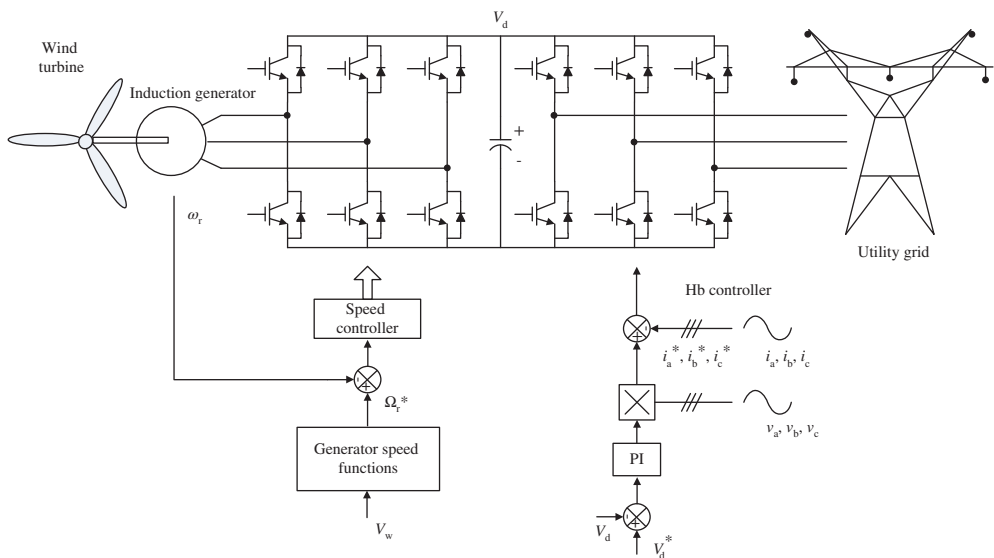 V_d
Wind
turbine
Induction generator
+
-
ω_r
Utility grid
Speed
controller
Hb controller
i_a*, i_b*, i_c*
i_a, i_b, i_c
Ω_r*
v_a, v_b, v_c
Generator speed
functions
PI
V_w
V_d
V_d*